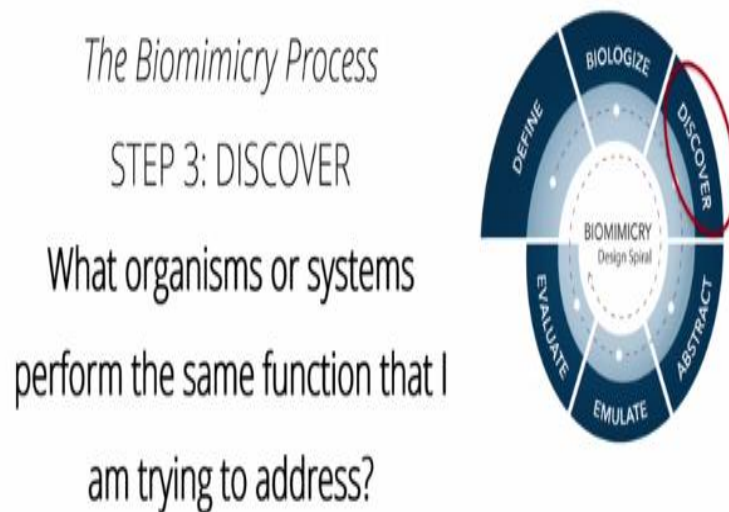 The Biomimicry Process
STEP 3: DISCOVER
What organisms or systems
perform the same function that I
am trying to address?
DEFINE
BIOLOGIZE
DISCOVER
ABSTRACT
EMULATE
EVALUATE
BIOMIMICRY
Design Spiral